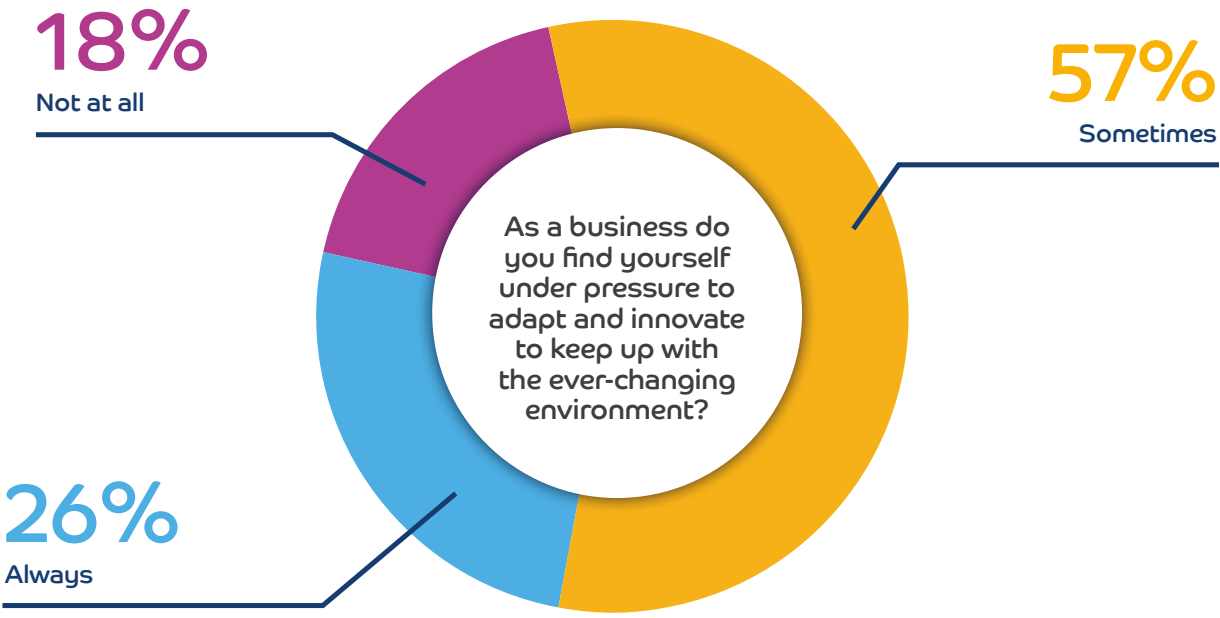 18%
Not at all
57%
Sometimes
As a business do
you find yourself
under pressure to
adapt and innovate
to keep up with
the ever-changing
environment?
26%
Always